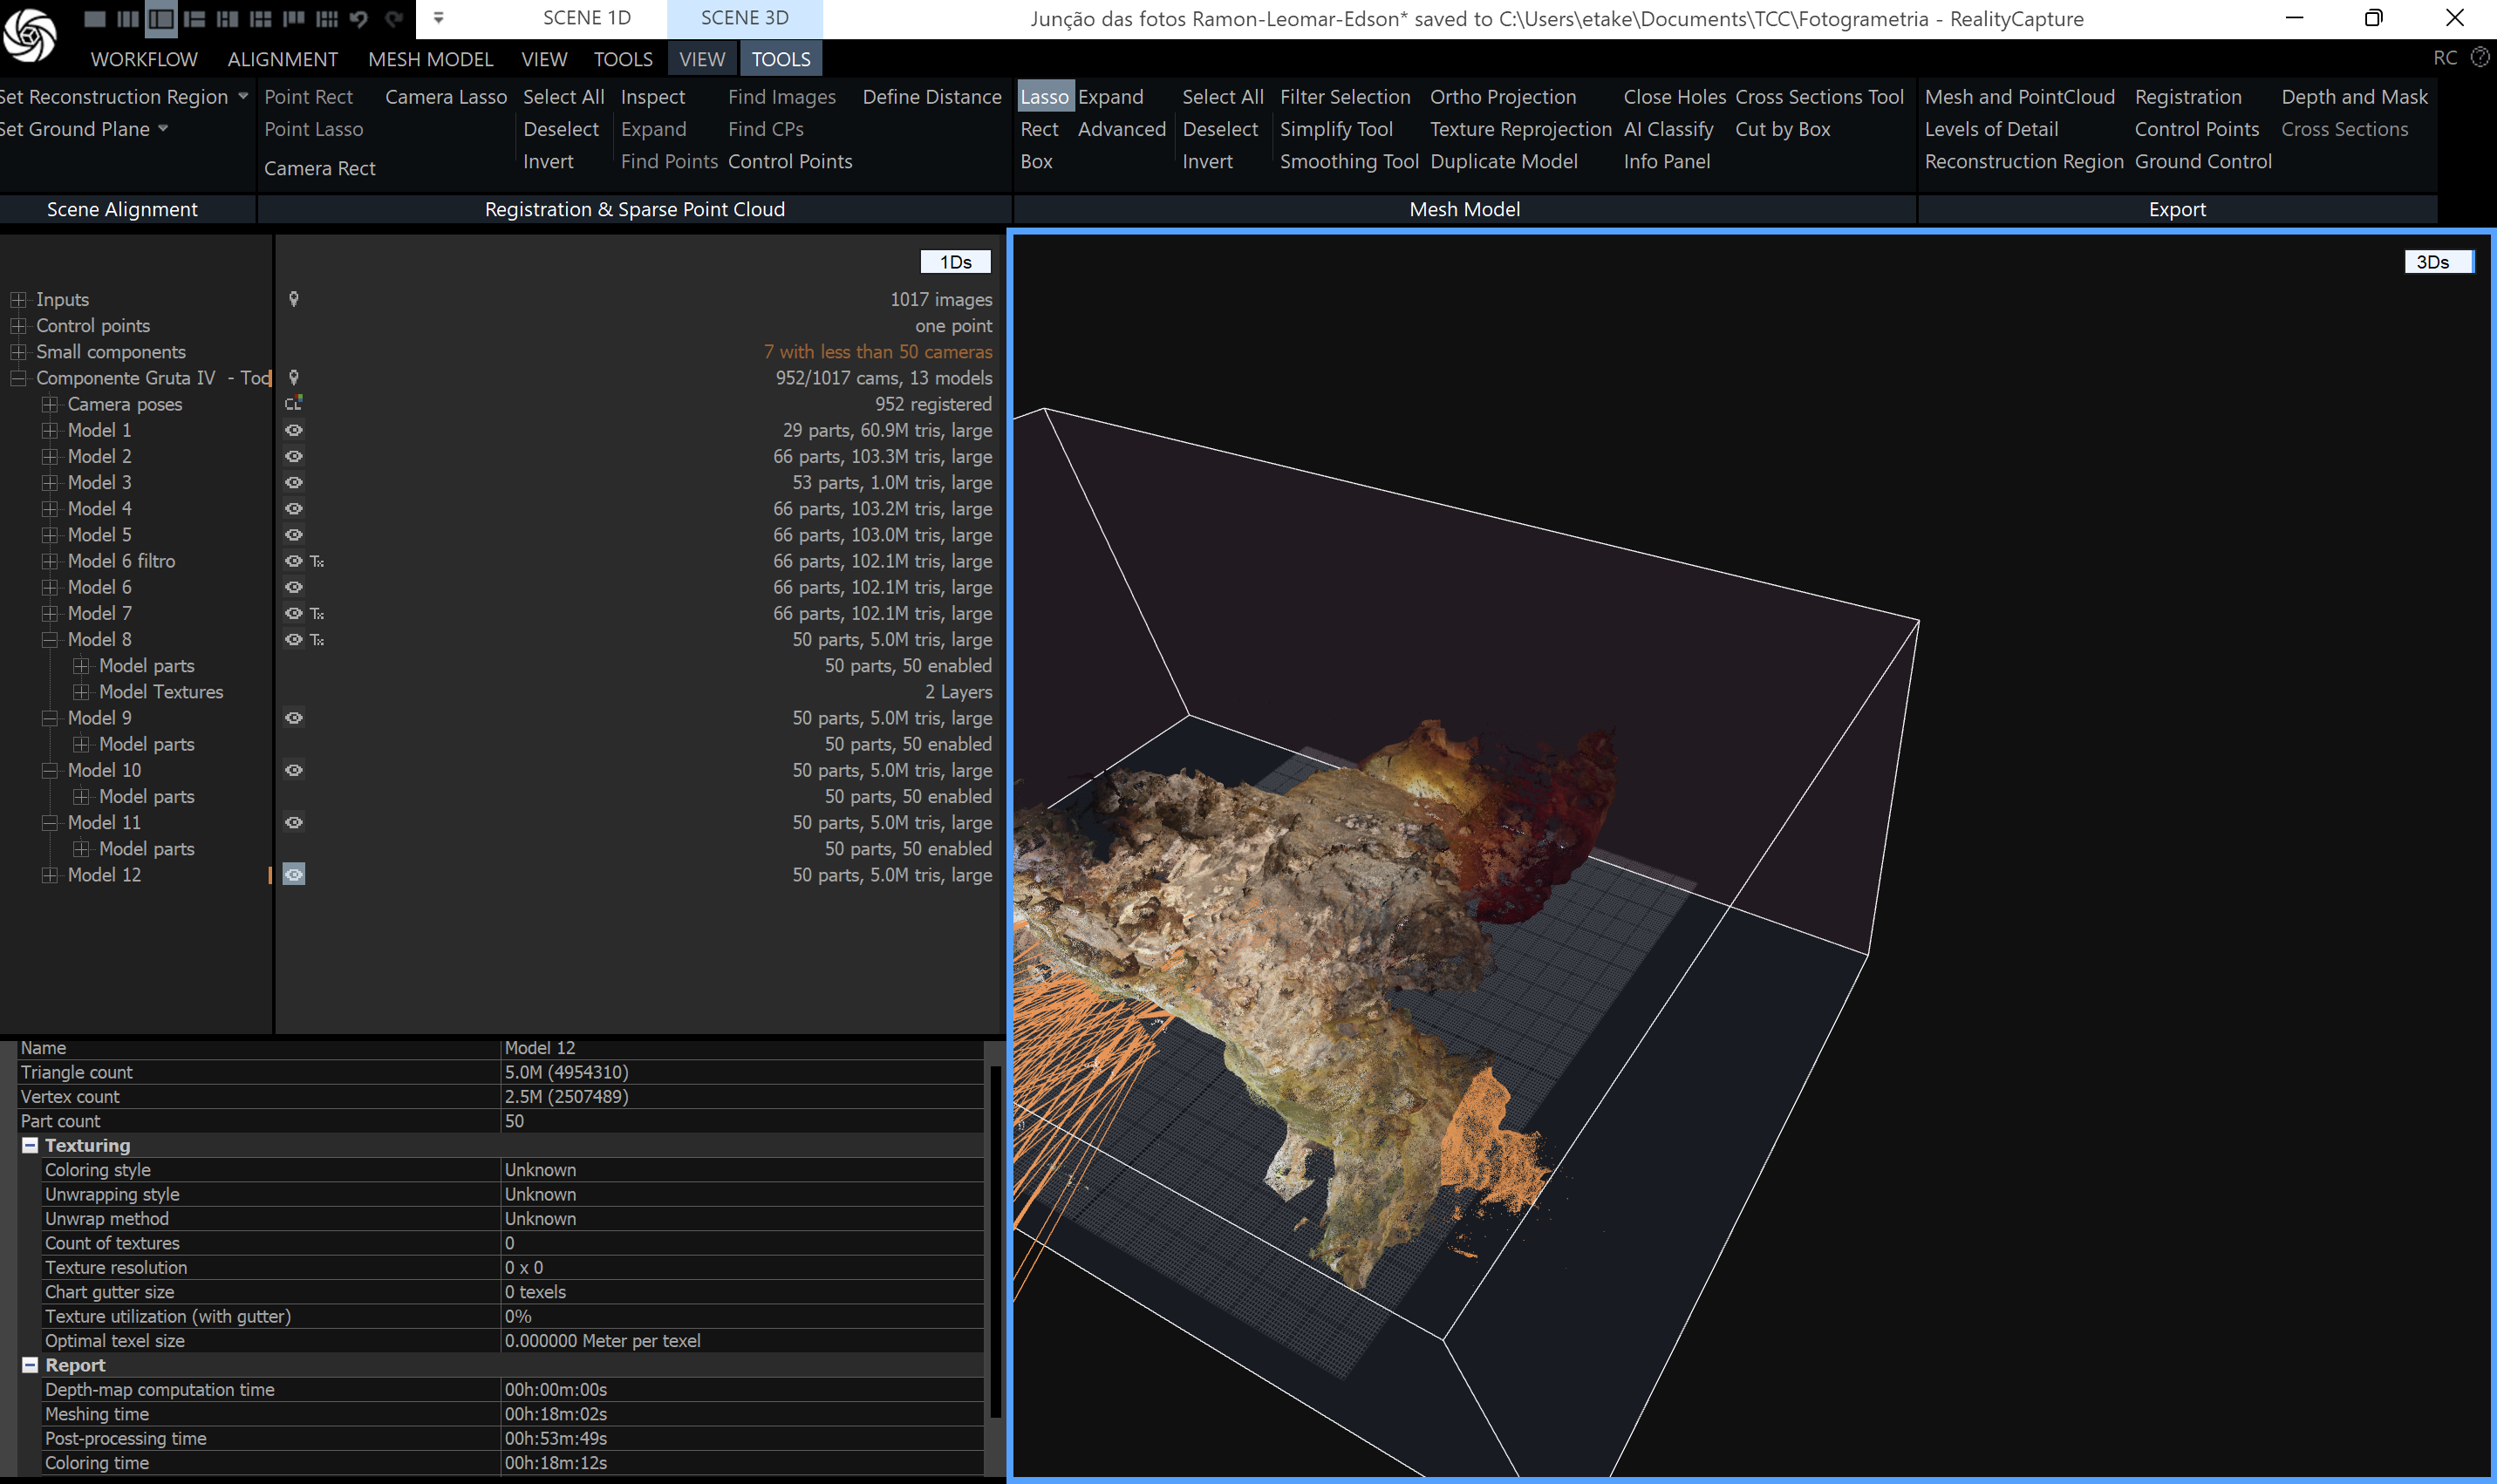 SCENE 1D SCENE 3D Junção das fotos Ramon-Leomar-Edson* saved to C:\Users\etake\Documents\TCC\Fotogrametria - RealityCapture
WORKFLOW ALIGNMENT MESH MODEL VIEW TOOLS VIEW TOOLS RC
Set Reconstruction Region Point Rect Camera Lasso Select All Inspect Find Images Define Distance Lasso Expand Select All Filter Selection Ortho Projection Close Holes Cross Sections Tool Mesh and PointCloud Registration Depth and Mask
Set Ground Plane Point Lasso Deselect Expand Find CPs Rect Advanced Deselect Simplify Tool Texture Reprojection AI Classify Cut by Box Levels of Detail Control Points Cross Sections
Camera Rect Invert Find Points Control Points Box Invert Smoothing Tool Duplicate Model Info Panel Reconstruction Region Ground Control
Scene Alignment Registration & Sparse Point Cloud Mesh Model Export
1Ds 3Ds
Inputs 1017 images
Control points one point
Small components 7 with less than 50 cameras
Componente Gruta IV - Toc 952/1017 cams, 13 models
Camera poses 952 registered
Model 1 29 parts, 60.9M tris, large
Model 2 66 parts, 103.3M tris, large
Model 3 53 parts, 1.0M tris, large
Model 4 66 parts, 103.2M tris, large
Model 5 66 parts, 103.0M tris, large
Model 6 filtro Tx 66 parts, 102.1M tris, large
Model 6 66 parts, 102.1M tris, large
Model 7 Tx 66 parts, 102.1M tris, large
Model 8 Tx 50 parts, 5.0M tris, large
Model parts 50 parts, 50 enabled
Model Textures 2 Layers
Model 9 50 parts, 5.0M tris, large
Model parts 50 parts, 50 enabled
Model 10 50 parts, 5.0M tris, large
Model parts 50 parts, 50 enabled
Model 11 50 parts, 5.0M tris, large
Model parts 50 parts, 50 enabled
Model 12 50 parts, 5.0M tris, large
Name Model 12
Triangle count 5.0M (4954310)
Vertex count 2.5M (2507489)
Part count 50
Texturing
Coloring style Unknown
Unwrapping style Unknown
Unwrap method Unknown
Count of textures 0
Texture resolution 0 x 0
Chart gutter size 0 texels
Texture utilization (with gutter) 0%
Optimal texel size 0.000000 Meter per texel
Report
Depth-map computation time 00h:00m:00s
Meshing time 00h:18m:02s
Post-processing time 00h:53m:49s
Coloring time 00h:18m:12s